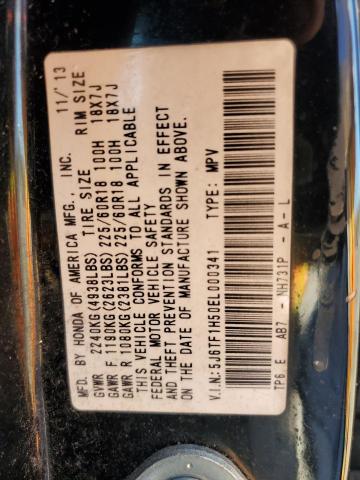 MFD. BY HONDA OF AMERICA MFG., INC. 11/'13
TIRE SIZE RIM SIZE
GVWR 2240KG(4938LBS)
GAWR F 1190KG(2623LBS) 225/60R18 100H 18X7J
GAWR R 1080KG(2381LBS) 225/60R18 100H 18X7J
THIS VEHICLE CONFORMS TO ALL APPLICABLE
FEDERAL MOTOR VEHICLE SAFETY
AND THEFT PREVENTION STANDARDS IN EFFECT
ON THE DATE OF MANUFACTURE SHOWN ABOVE.
V.I.N: 5J6TF1H50EL000341 TYPE: MPV
TP6 E AB7 - NH731P - A - L